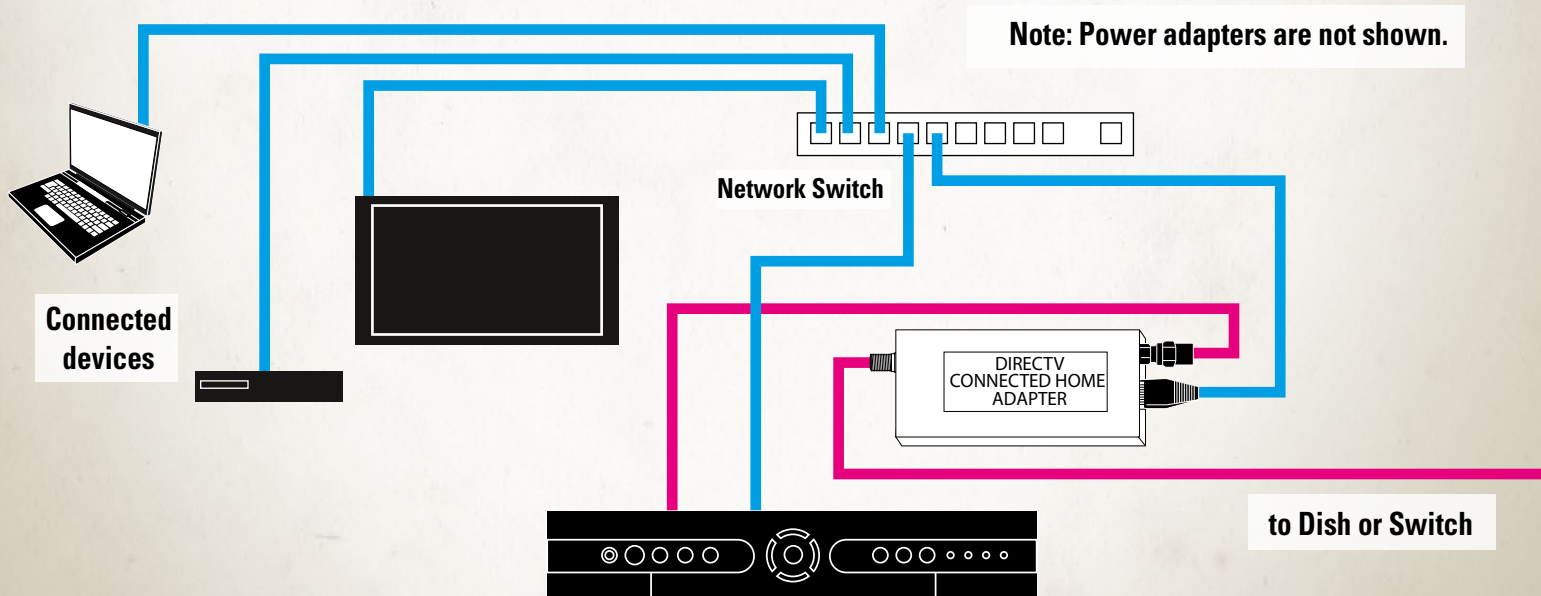 Note: Power adapters are not shown.
Network Switch
Connected
devices
DIRECTV
CONNECTED HOME
ADAPTER
to Dish or Switch